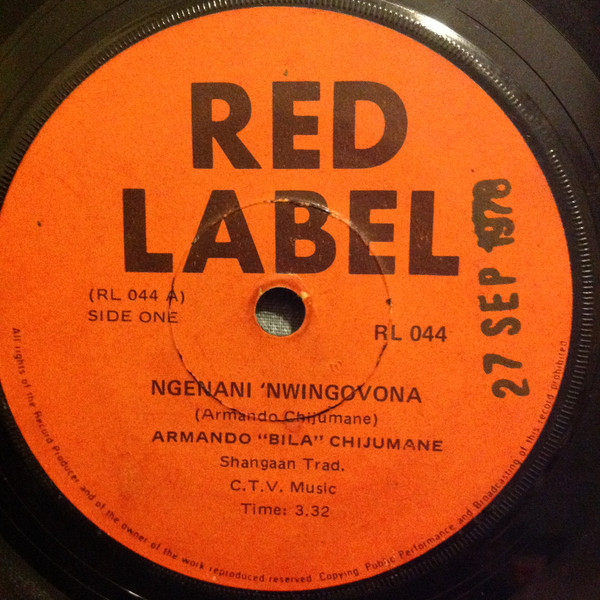 RED
LABEL
(RL 044 A)
SIDE ONE
RL 044
27 SEP 1978
NGENANI 'NWINGOVONA
(Armando Chijumane)
ARMANDO "BILA" CHIJUMANE
Shangaan Trad.
C.T.V. Music
Time: 3.32
All rights of the Record Producer and of the owner of the work reproduced reserved. Copying, Public Performance and Broadcasting of this record prohibited.